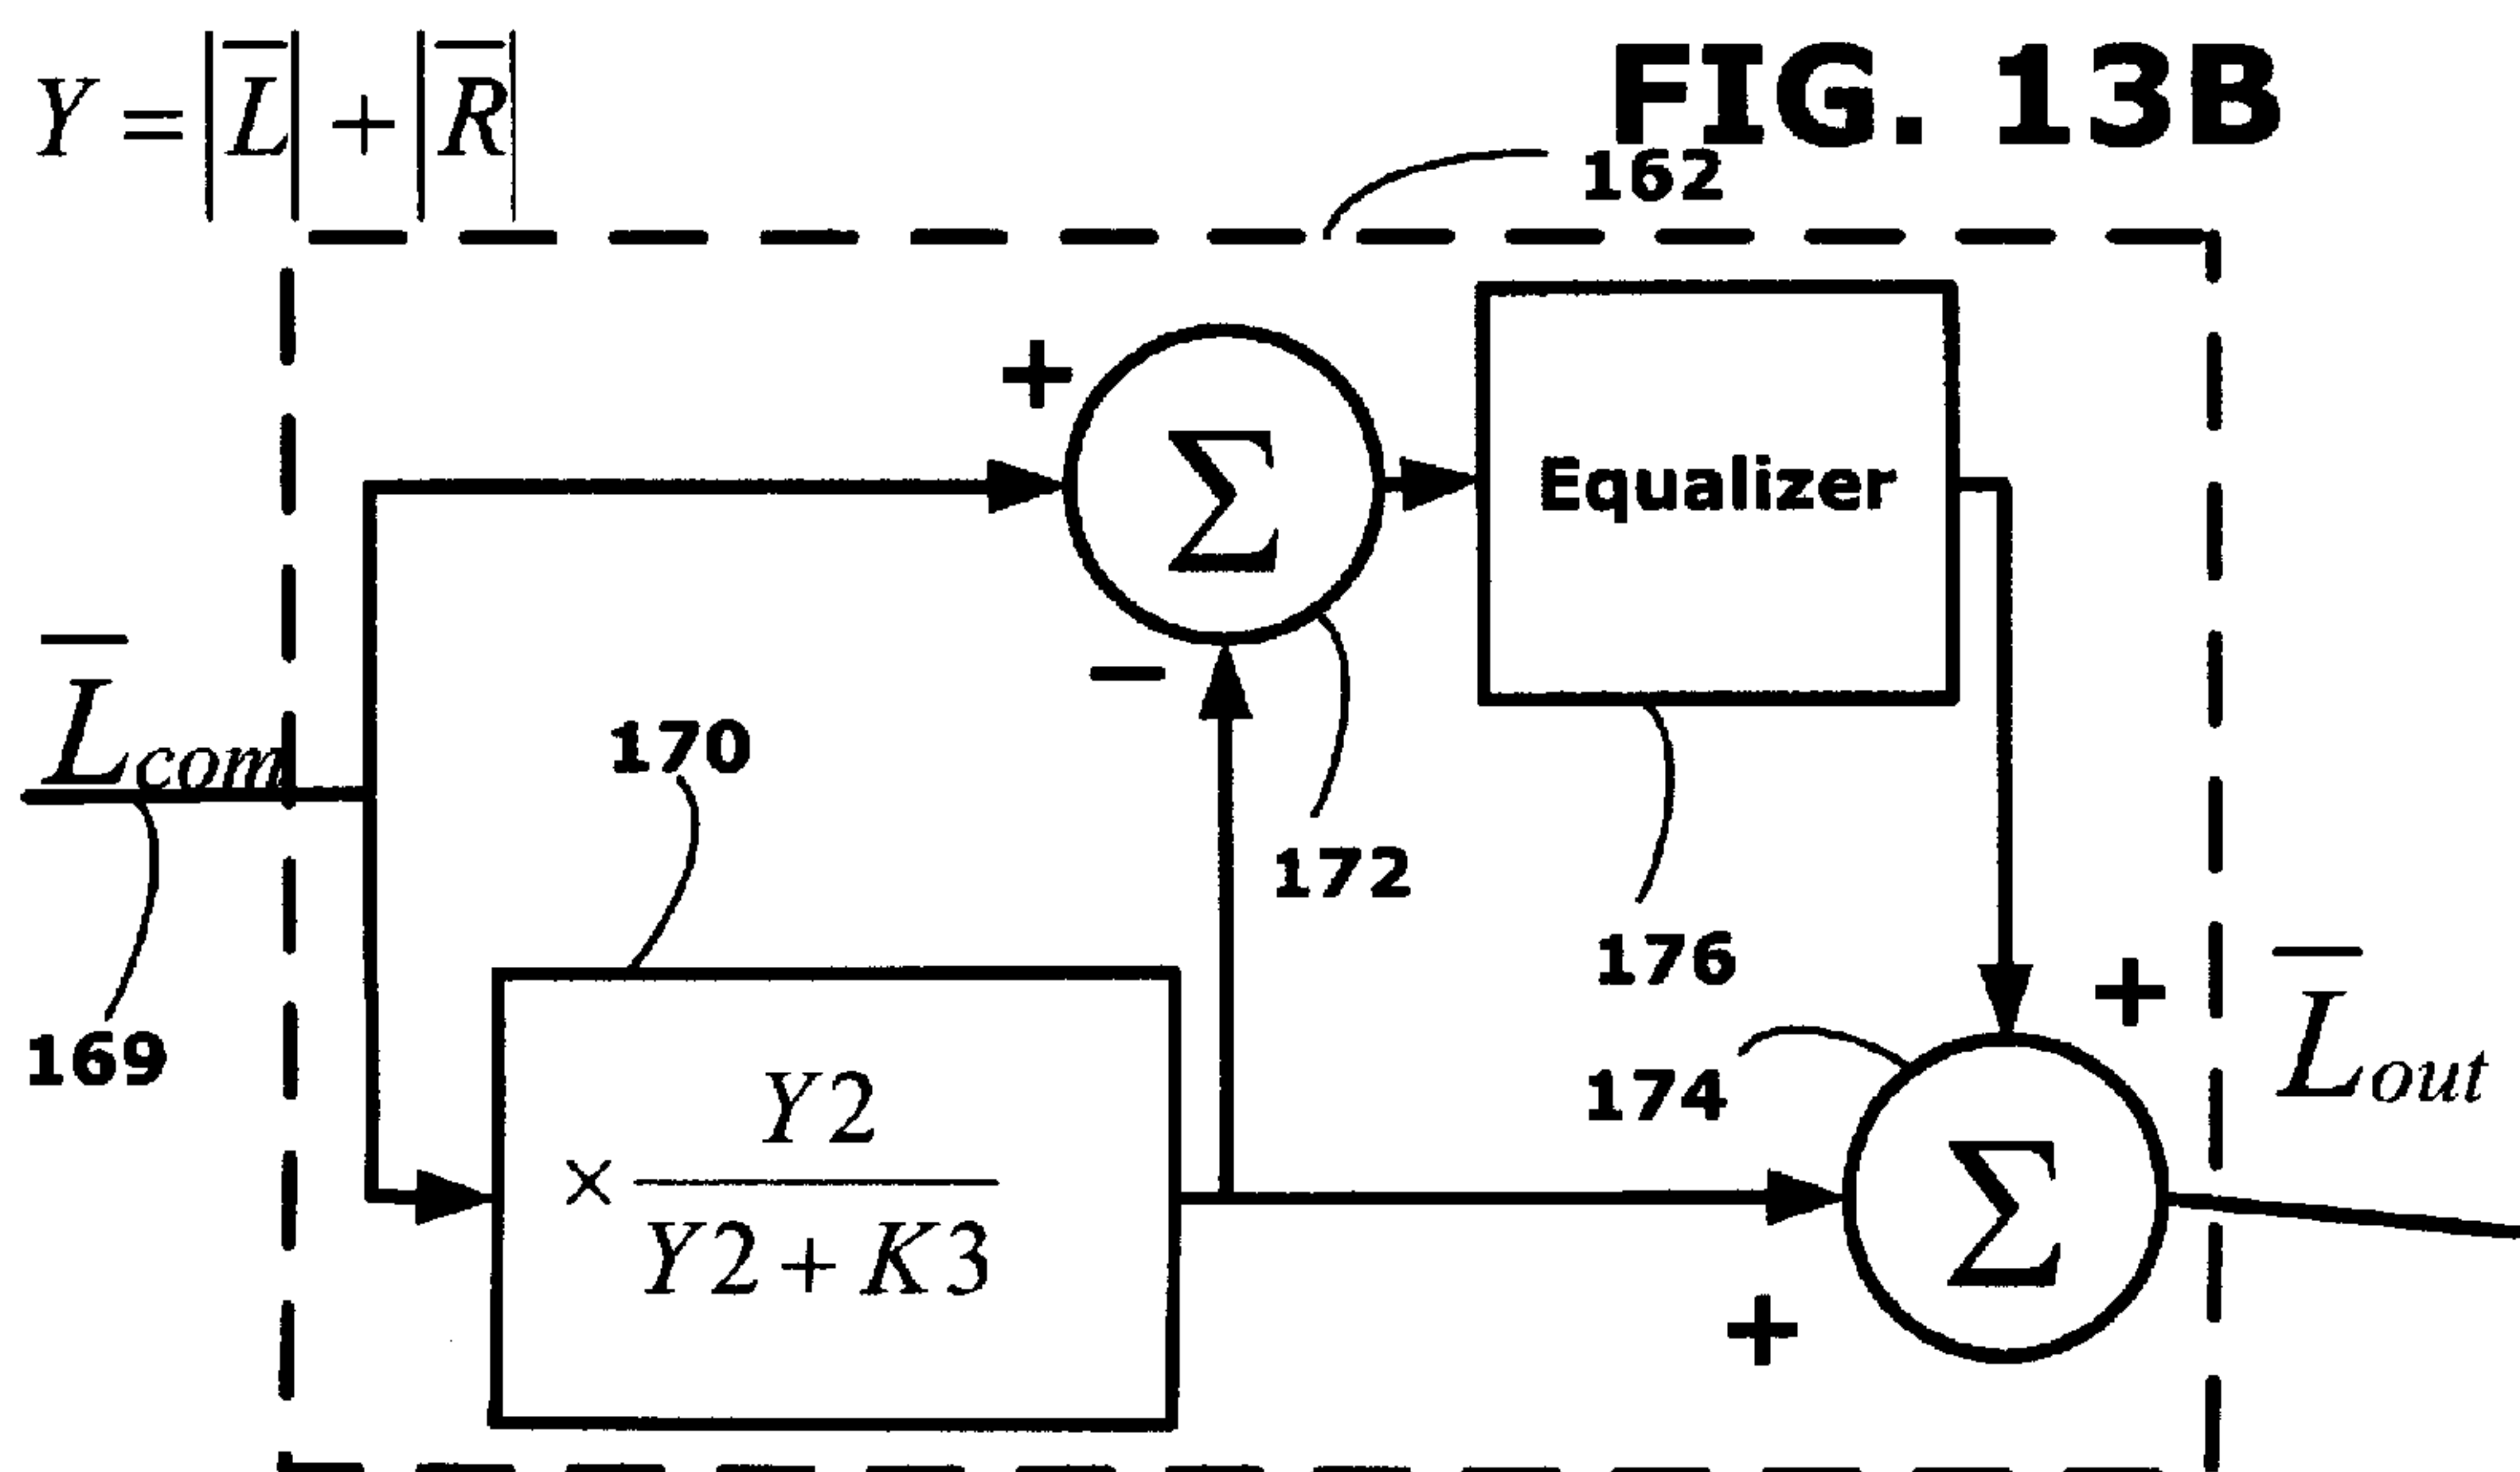 Y = |L̅| + |R̅|
FIG. 13B
162
+
Σ
Equalizer
L̅com
−
170
172
176
169
+
L̅out
174
× Y2
Y2 + K3
Σ
+